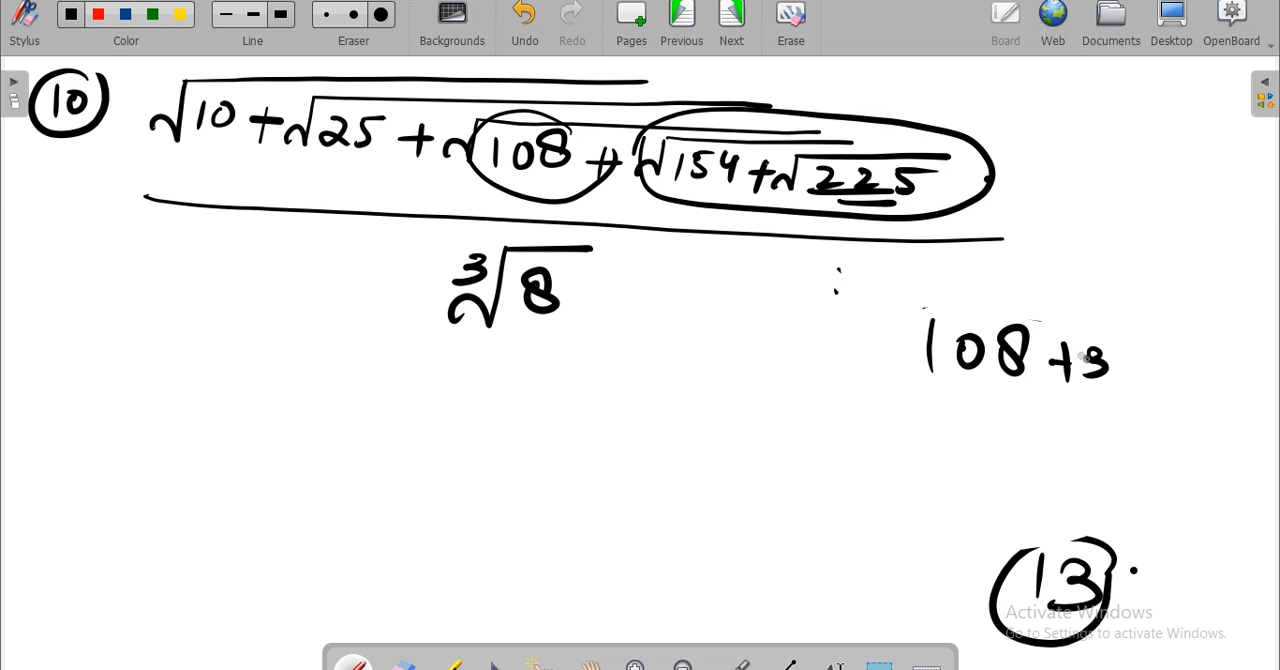 Stylus Color Line Eraser Backgrounds Undo Redo Pages Previous Next Erase Board Web Documents Desktop OpenBoard
10 √10 + √25 + √108 + √154 + √225
∛8
108 + 3
13
Activate Windows
Go to Settings to activate Windows.